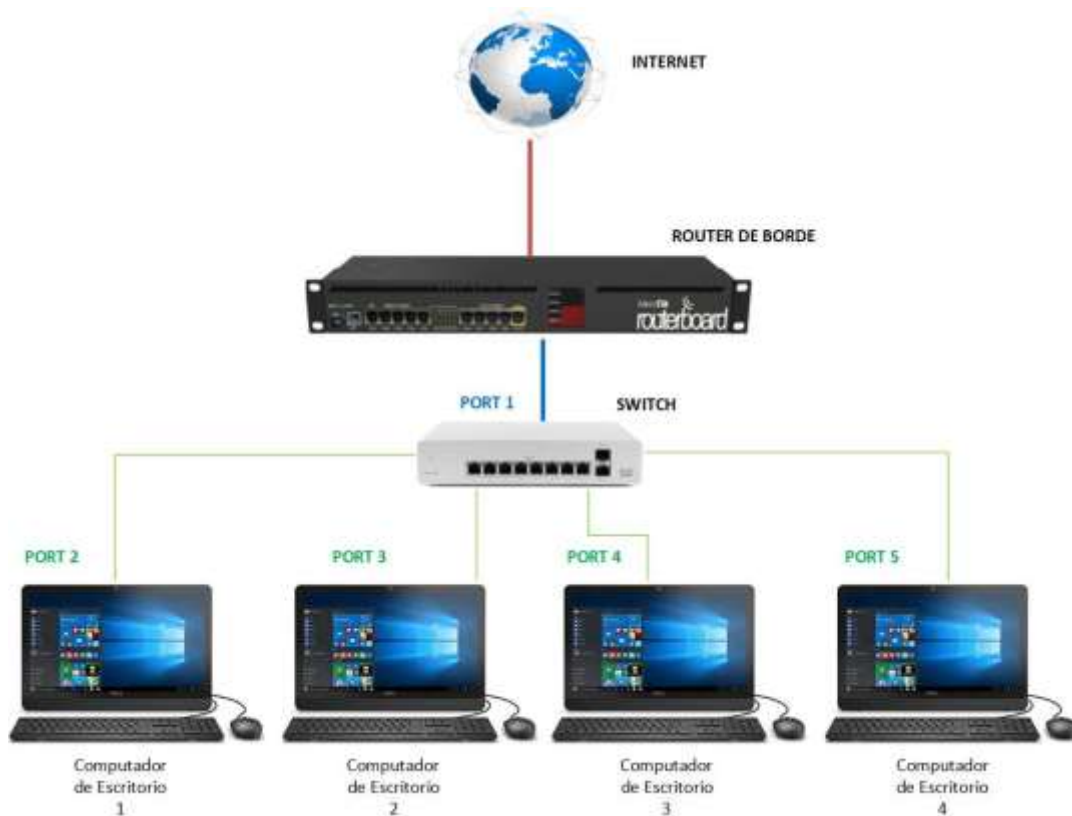 INTERNET
ROUTER DE BORDE
routerboard
PORT 1
SWITCH
PORT 2
PORT 3
PORT 4
PORT 5
Computador
de Escritorio
1
Computador
de Escritorio
2
Computador
de Escritorio
3
Computador
de Escritorio
4